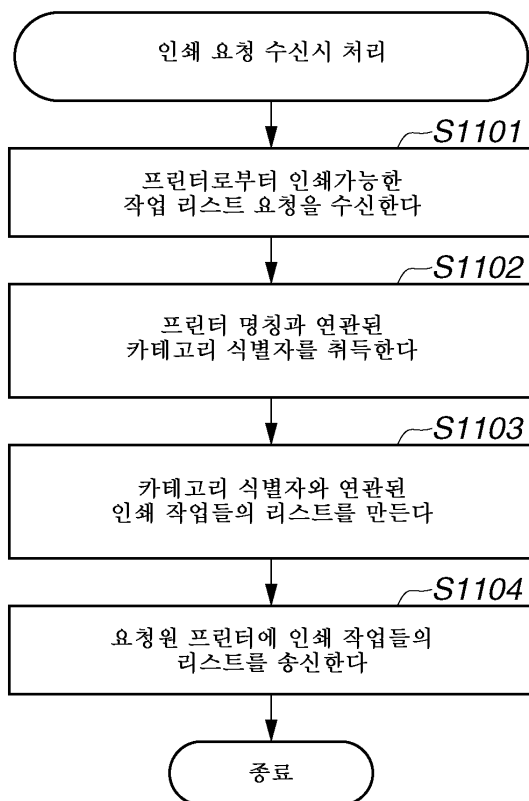 인쇄 요청 수신시 처리
S1101
프린터로부터 인쇄가능한
작업 리스트 요청을 수신한다
S1102
프린터 명칭과 연관된
카테고리 식별자를 취득한다
S1103
카테고리 식별자와 연관된
인쇄 작업들의 리스트를 만든다
S1104
요청원 프린터에 인쇄 작업들의
리스트를 송신한다
종료